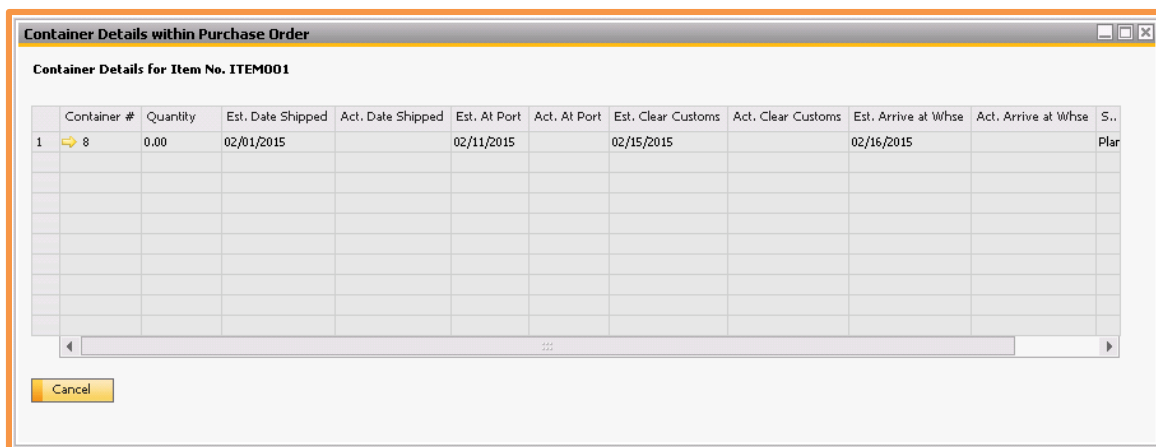 Container Details within Purchase Order
Container Details for Item No. ITEM001
Container # Quantity Est. Date Shipped Act. Date Shipped Est. At Port Act. At Port Est. Clear Customs Act. Clear Customs Est. Arrive at Whse Act. Arrive at Whse S..
1 8 0.00 02/01/2015 02/11/2015 02/15/2015 02/16/2015 Plar
Cancel